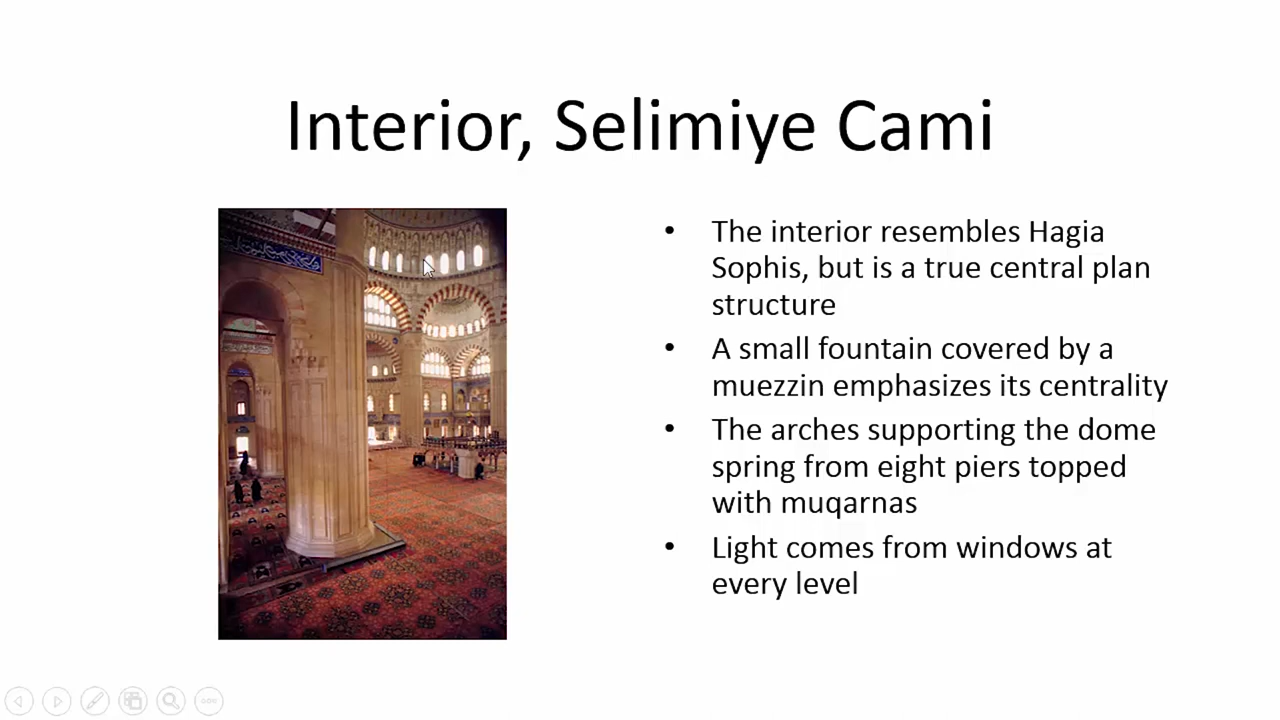 Interior, Selimiye Cami
• The interior resembles Hagia
Sophis, but is a true central plan
structure
• A small fountain covered by a
muezzin emphasizes its centrality
• The arches supporting the dome
spring from eight piers topped
with muqarnas
• Light comes from windows at
every level